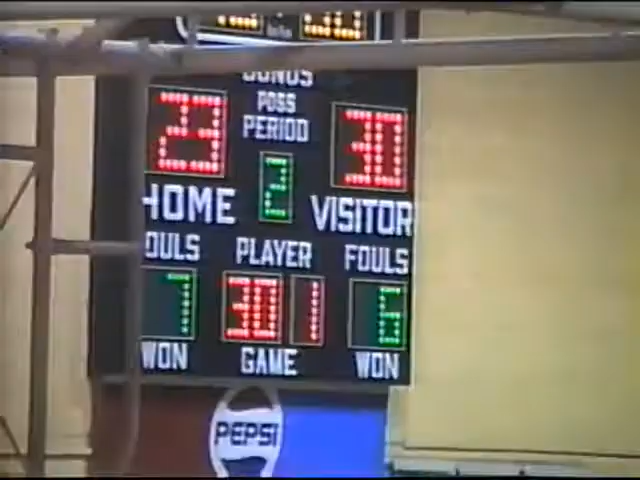 BONUS
POSS
PERIOD
23 2 30
HOME VISITOR
FOULS PLAYER FOULS
7 30 1 6
WON GAME WON
PEPSI